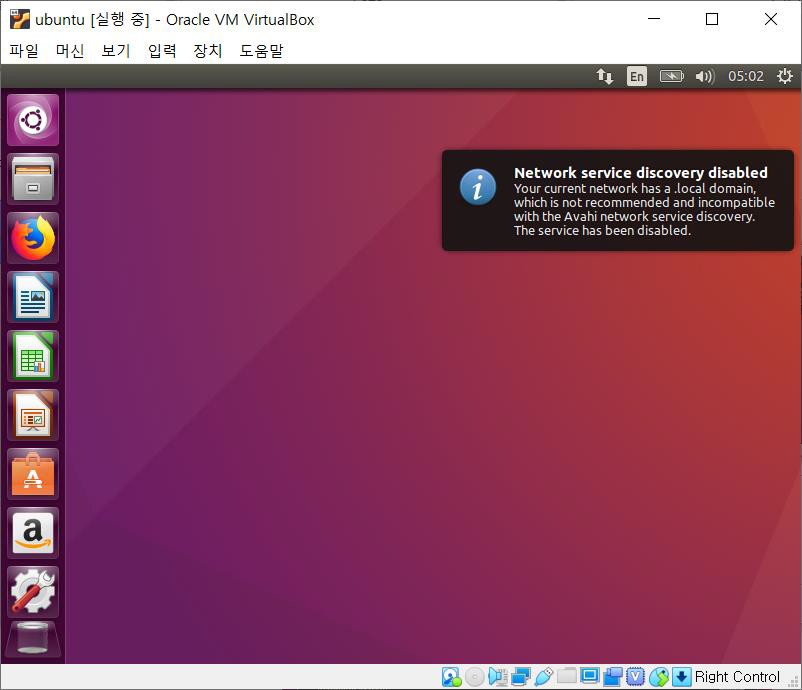 ubuntu [실행 중] - Oracle VM VirtualBox
파일 머신 보기 입력 장치 도움말
En 05:02
Network service discovery disabled
Your current network has a .local domain,
which is not recommended and incompatible
with the Avahi network service discovery.
The service has been disabled.
Right Control